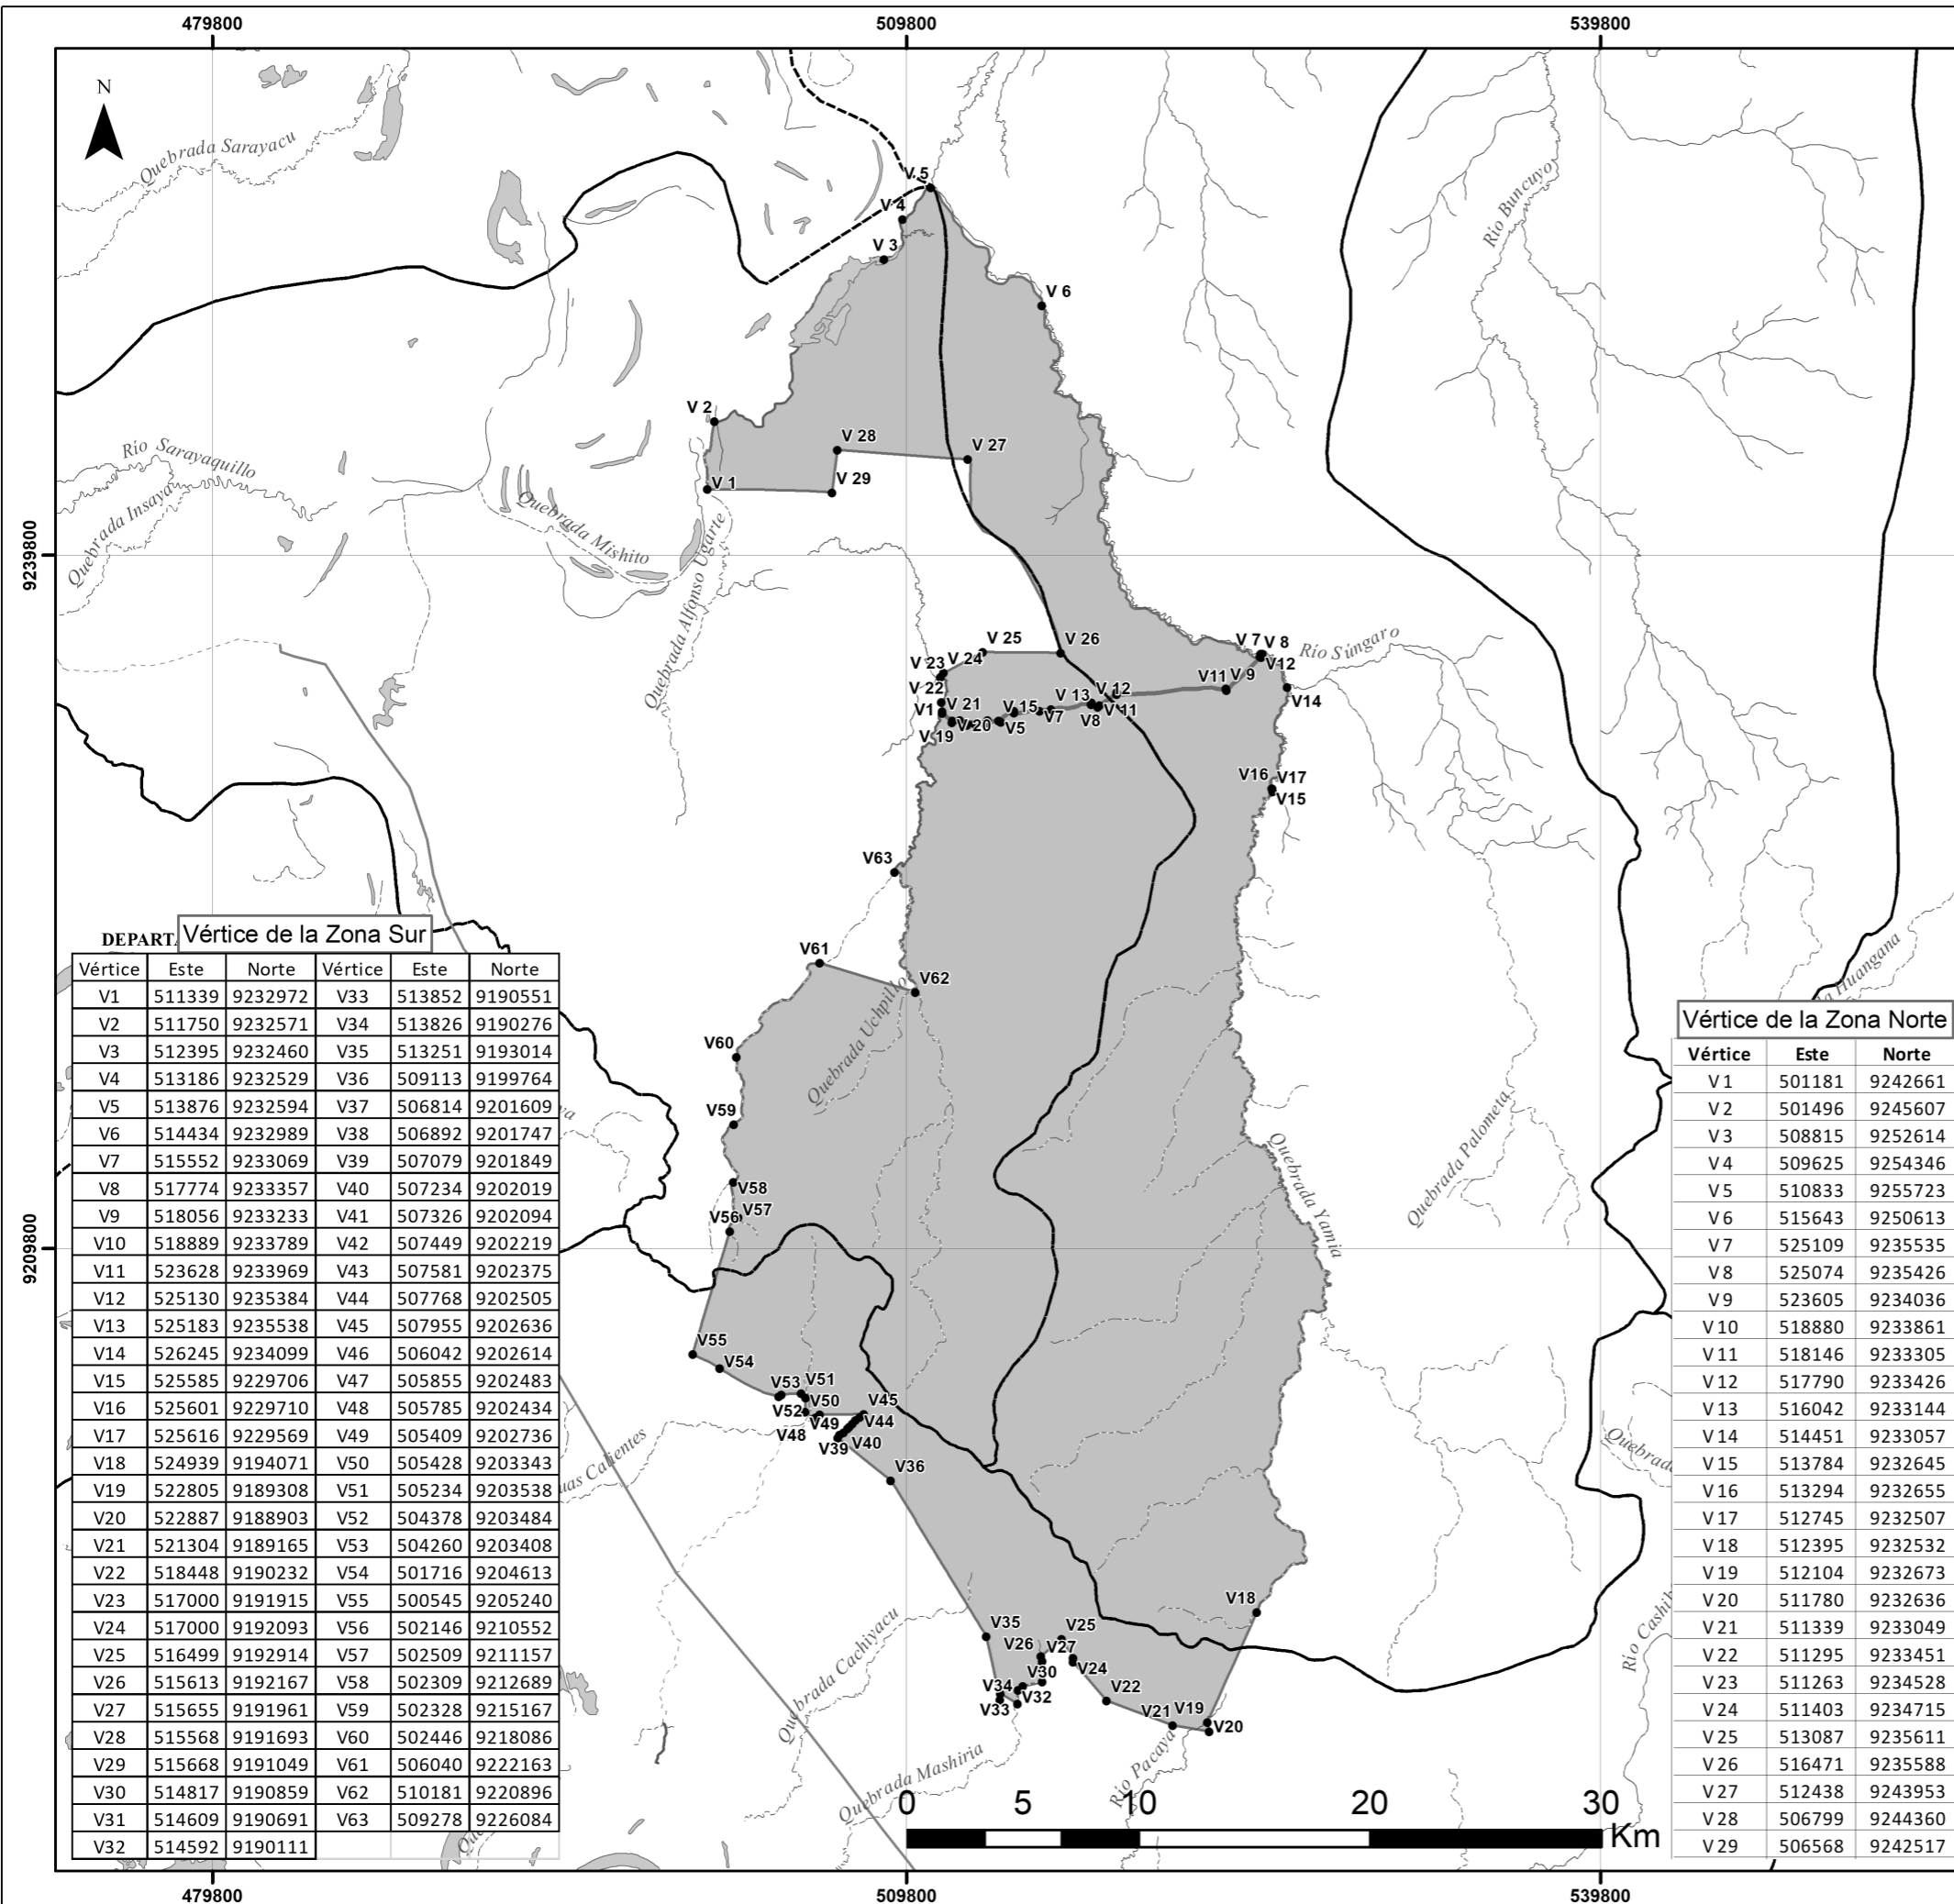 479800 509800 539800
N
Quebrada Sarayacu
Río Buncuyo
V 5
V 4
V 3
V 6
V 2
V 28
V 27
Río Sarayaquillo
V 1
V 29
Quebrada Insaya
Quebrada Mishito
9239800
Quebrada Alfonso Ugarte
V 25
V 26
V 7 V 8
Río Súngaro
V 23 V 24
V12
V11 V 9
V 22
V 13 V 12
V14
V1 V 21
V 15 V7
V8 V11
V 19 V 20 V5
V16 V17
V15
V63
DEPART
V61
V62
Quebrada Uchpillo
V60
V59
V58
V57
V56
9209800
Quebrada Yamia
Quebrada Palometa
V55
V54
V53 V51
V50 V45
V52
V49 V44
V48
V39 V40
V36
uas Calientes
V18
V35
V25
V26 V27
V24
V30
V34
V32
V33
V22
V21 V19
V20
Quebrada Cachiyacu
Quebrada Mashiria
Río Pacaya
Río Cashib
Vértice de la Zona Sur
Vértice Este Norte Vértice Este Norte
V1 511339 9232972 V33 513852 9190551
V2 511750 9232571 V34 513826 9190276
V3 512395 9232460 V35 513251 9193014
V4 513186 9232529 V36 509113 9199764
V5 513876 9232594 V37 506814 9201609
V6 514434 9232989 V38 506892 9201747
V7 515552 9233069 V39 507079 9201849
V8 517774 9233357 V40 507234 9202019
V9 518056 9233233 V41 507326 9202094
V10 518889 9233789 V42 507449 9202219
V11 523628 9233969 V43 507581 9202375
V12 525130 9235384 V44 507768 9202505
V13 525183 9235538 V45 507955 9202636
V14 526245 9234099 V46 506042 9202614
V15 525585 9229706 V47 505855 9202483
V16 525601 9229710 V48 505785 9202434
V17 525616 9229569 V49 505409 9202736
V18 524939 9194071 V50 505428 9203343
V19 522805 9189308 V51 505234 9203538
V20 522887 9188903 V52 504378 9203484
V21 521304 9189165 V53 504260 9203408
V22 518448 9190232 V54 501716 9204613
V23 517000 9191915 V55 500545 9205240
V24 517000 9192093 V56 502146 9210552
V25 516499 9192914 V57 502509 9211157
V26 515613 9192167 V58 502309 9212689
V27 515655 9191961 V59 502328 9215167
V28 515568 9191693 V60 502446 9218086
V29 515668 9191049 V61 506040 9222163
V30 514817 9190859 V62 510181 9220896
V31 514609 9190691 V63 509278 9226084
V32 514592 9190111
Vértice de la Zona Norte
Vértice Este Norte
V 1 501181 9242661
V 2 501496 9245607
V 3 508815 9252614
V 4 509625 9254346
V 5 510833 9255723
V 6 515643 9250613
V 7 525109 9235535
V 8 525074 9235426
V 9 523605 9234036
V 10 518880 9233861
V 11 518146 9233305
V 12 517790 9233426
V 13 516042 9233144
V 14 514451 9233057
V 15 513784 9232645
V 16 513294 9232655
V 17 512745 9232507
V 18 512395 9232532
V 19 512104 9232673
V 20 511780 9232636
V 21 511339 9233049
V 22 511295 9233451
V 23 511263 9234528
V 24 511403 9234715
V 25 513087 9235611
V 26 516471 9235588
V 27 512438 9243953
V 28 506799 9244360
V 29 506568 9242517
0 5 10 20 30
Km
479800 509800 539800